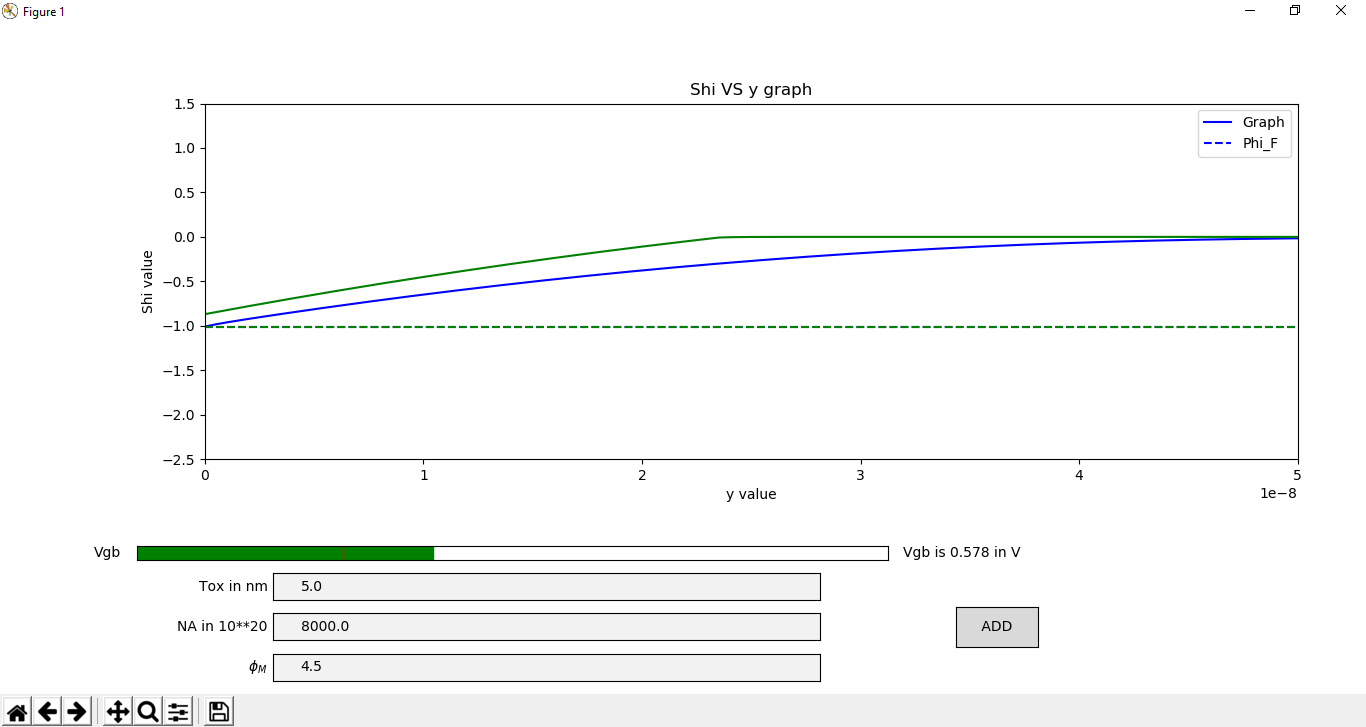 Figure 1
Shi VS y graph
Graph
Phi_F
1.5
1.0
0.5
0.0
−0.5
−1.0
−1.5
−2.0
−2.5
Shi value
0 1 2 3 4 5
1e−8
y value
Vgb Vgb is 0.578 in V
Tox in nm 5.0
NA in 10**20 8000.0 ADD
ϕM 4.5